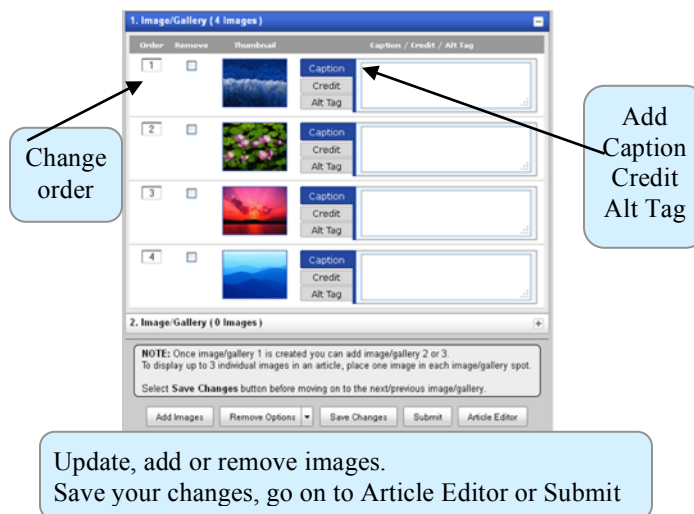 1. Image/Gallery ( 4 Images )
Order Remove Thumbnail Caption / Credit / Alt Tag
1
Caption
Credit
Alt Tag
2
Caption
Credit
Alt Tag
3
Caption
Credit
Alt Tag
4
Caption
Credit
Alt Tag
Change
order
Add
Caption
Credit
Alt Tag
2. Image/Gallery ( 0 Images )
NOTE: Once image/gallery 1 is created you can add image/gallery 2 or 3.
To display up to 3 individual images in an article, place one image in each image/gallery spot.
Select Save Changes button before moving on to the next/previous image/gallery.
Add Images Remove Options Save Changes Submit Article Editor
Update, add or remove images.
Save your changes, go on to Article Editor or Submit